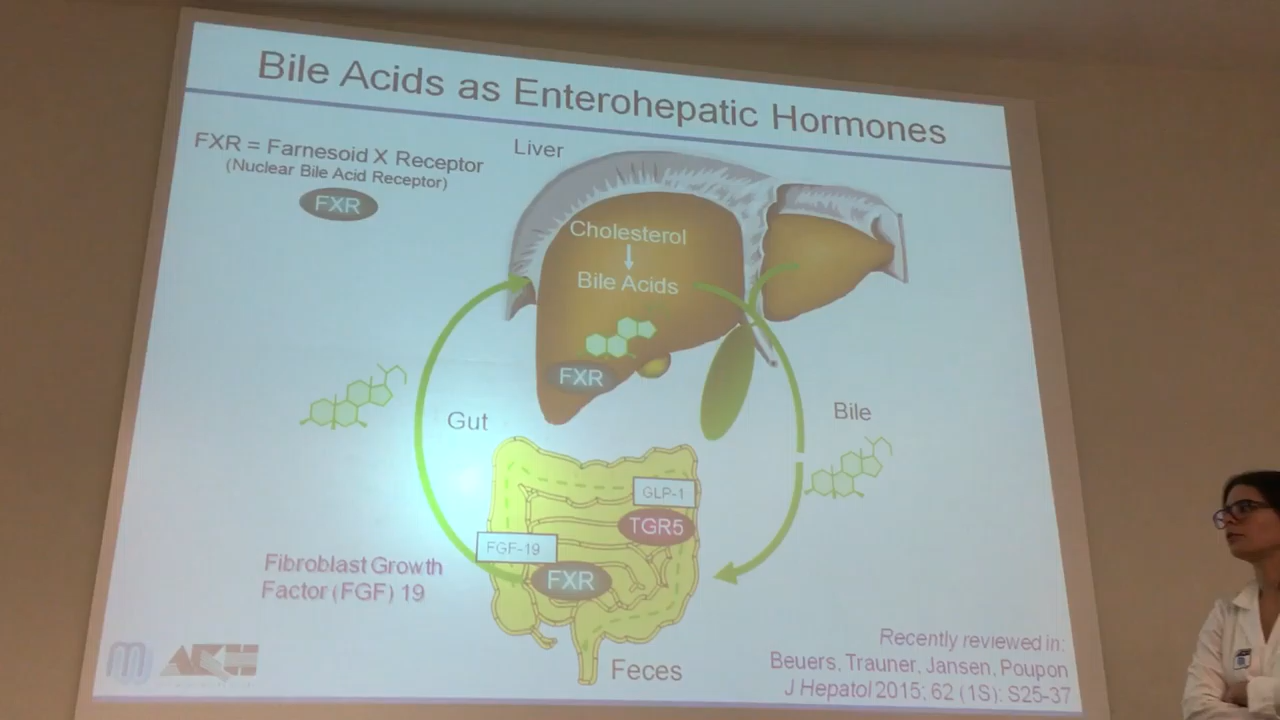 Bile Acids as Enterohepatic Hormones
FXR = Farnesoid X Receptor
(Nuclear Bile Acid Receptor)
FXR
Liver
Cholesterol
Bile Acids
FXR
Gut
Bile
GLP-1
TGR5
FGF-19
FXR
Fibroblast Growth
Factor (FGF) 19
Feces
Recently reviewed in:
Beuers, Trauner, Jansen, Poupon
J Hepatol 2015; 62 (1S): S25-37
AKH